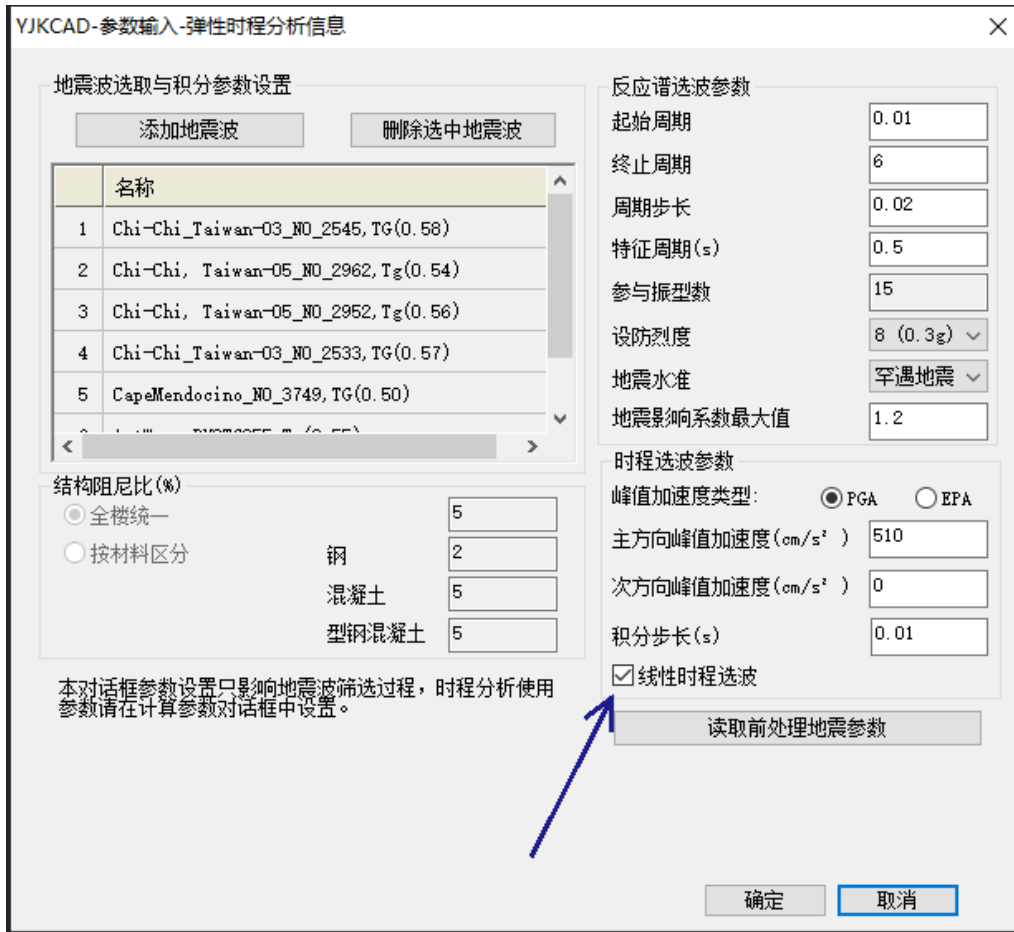 YJKCAD-参数输入-弹性时程分析信息
地震波选取与积分参数设置
添加地震波
删除选中地震波
名称
1 Chi-Chi_Taiwan-03_NO_2545,TG(0.58)
2 Chi-Chi, Taiwan-05_NO_2962,Tg(0.54)
3 Chi-Chi, Taiwan-05_NO_2952,Tg(0.56)
4 Chi-Chi_Taiwan-03_NO_2533,TG(0.57)
5 CapeMendocino_NO_3749,TG(0.50)
结构阻尼比(%)
全楼统一 5
按材料区分 钢 2
混凝土 5
型钢混凝土 5
本对话框参数设置只影响地震波筛选过程，时程分析使用
参数请在计算参数对话框中设置。
反应谱选波参数
起始周期 0.01
终止周期 6
周期步长 0.02
特征周期(s) 0.5
参与振型数 15
设防烈度 8 (0.3g)
地震水准 罕遇地震
地震影响系数最大值 1.2
时程选波参数
峰值加速度类型: PGA EPA
主方向峰值加速度(cm/s² ) 510
次方向峰值加速度(cm/s² ) 0
积分步长(s) 0.01
线性时程选波
读取前处理地震参数
确定
取消